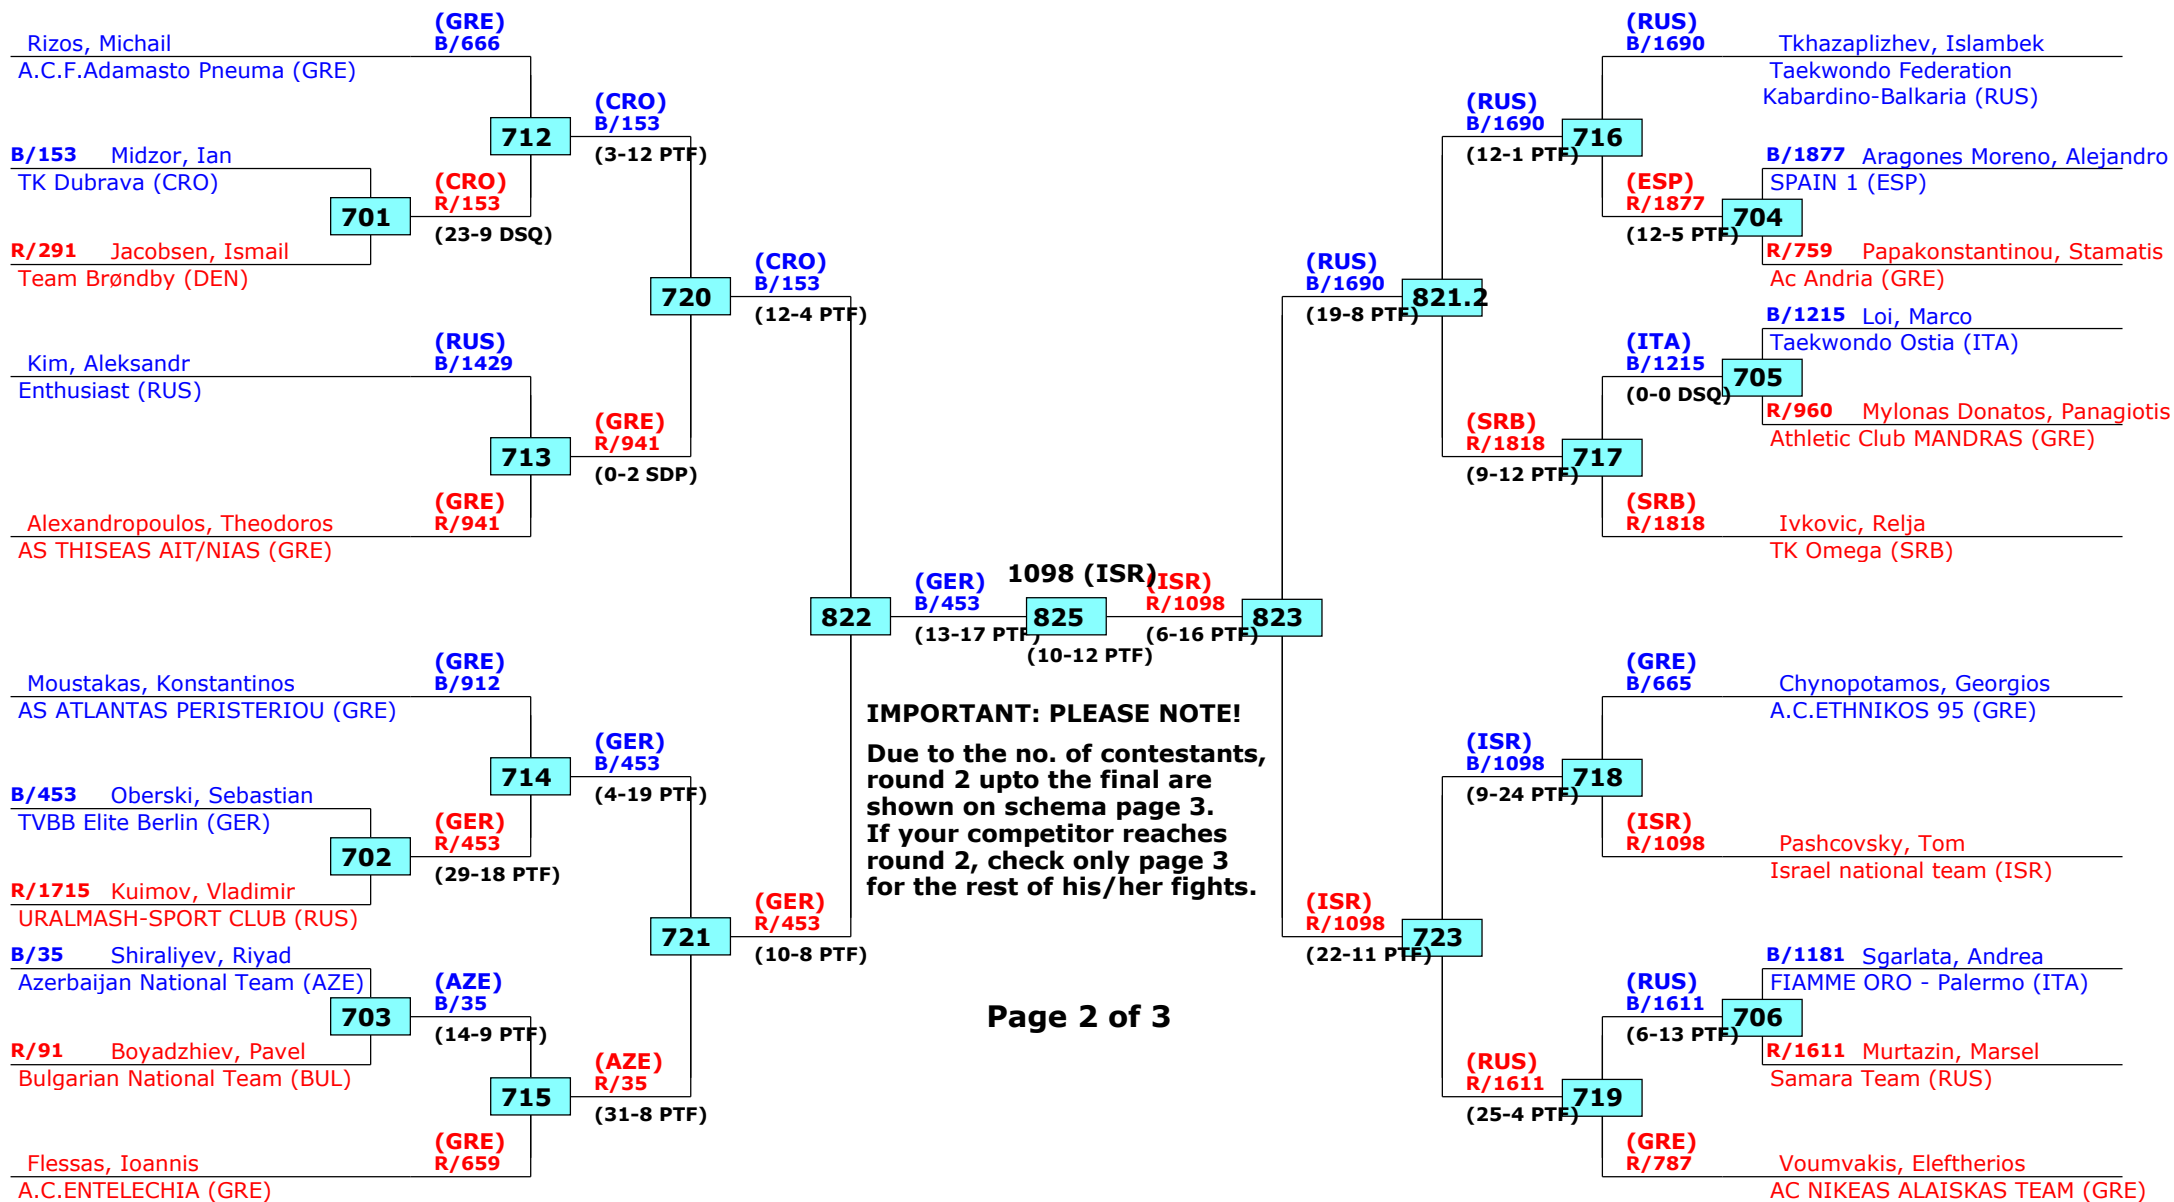 (GRE)
Rizos, Michail B/666
A.C.F.Adamasto Pneuma (GRE)
(CRO)
B/153
712
(3-12 PTF)
B/153 Midzor, Ian
TK Dubrava (CRO)
(CRO)
R/153
701
(23-9 DSQ)
R/291 Jacobsen, Ismail
Team Brøndby (DEN)
(CRO)
B/153
720
(12-4 PTF)
(RUS)
Kim, Aleksandr B/1429
Enthusiast (RUS)
(GRE)
R/941
713
(0-2 SDP)
(GRE)
Alexandropoulos, Theodoros R/941
AS THISEAS AIT/NIAS (GRE)
822
(GER)
B/453
(13-17 PTF)
1098 (ISR)
825
(10-12 PTF)
(ISR)
R/1098
(6-16 PTF)
823
(GRE)
Moustakas, Konstantinos B/912
AS ATLANTAS PERISTERIOU (GRE)
(GER)
B/453
714
(4-19 PTF)
B/453 Oberski, Sebastian
TVBB Elite Berlin (GER)
(GER)
R/453
702
(29-18 PTF)
R/1715 Kuimov, Vladimir
URALMASH-SPORT CLUB (RUS)
(GER)
R/453
721
(10-8 PTF)
B/35 Shiraliyev, Riyad
Azerbaijan National Team (AZE)
(AZE)
B/35
703
(14-9 PTF)
R/91 Boyadzhiev, Pavel
Bulgarian National Team (BUL)
(AZE)
R/35
715
(31-8 PTF)
(GRE)
Flessas, Ioannis R/659
A.C.ENTELECHIA (GRE)
IMPORTANT: PLEASE NOTE!
Due to the no. of contestants,
round 2 upto the final are
shown on schema page 3.
If your competitor reaches
round 2, check only page 3
for the rest of his/her fights.
Page 2 of 3
(RUS)
B/1690 Tkhazaplizhev, Islambek
Taekwondo Federation
Kabardino-Balkaria (RUS)
(RUS)
B/1690
716
(12-1 PTF)
B/1877 Aragones Moreno, Alejandro
SPAIN 1 (ESP)
(ESP)
R/1877
704
(12-5 PTF)
R/759 Papakonstantinou, Stamatis
Ac Andria (GRE)
(RUS)
B/1690
821.2
(19-8 PTF)
B/1215 Loi, Marco
Taekwondo Ostia (ITA)
(ITA)
B/1215
705
(0-0 DSQ)
R/960 Mylonas Donatos, Panagiotis
Athletic Club MANDRAS (GRE)
(SRB)
R/1818
717
(9-12 PTF)
(SRB)
R/1818 Ivkovic, Relja
TK Omega (SRB)
(GRE)
B/665 Chynopotamos, Georgios
A.C.ETHNIKOS 95 (GRE)
(ISR)
B/1098
718
(9-24 PTF)
(ISR)
R/1098 Pashcovsky, Tom
Israel national team (ISR)
(ISR)
R/1098
723
(22-11 PTF)
B/1181 Sgarlata, Andrea
FIAMME ORO - Palermo (ITA)
(RUS)
B/1611
706
(6-13 PTF)
R/1611 Murtazin, Marsel
Samara Team (RUS)
(RUS)
R/1611
719
(25-4 PTF)
(GRE)
R/787 Voumvakis, Eleftherios
AC NIKEAS ALAISKAS TEAM (GRE)